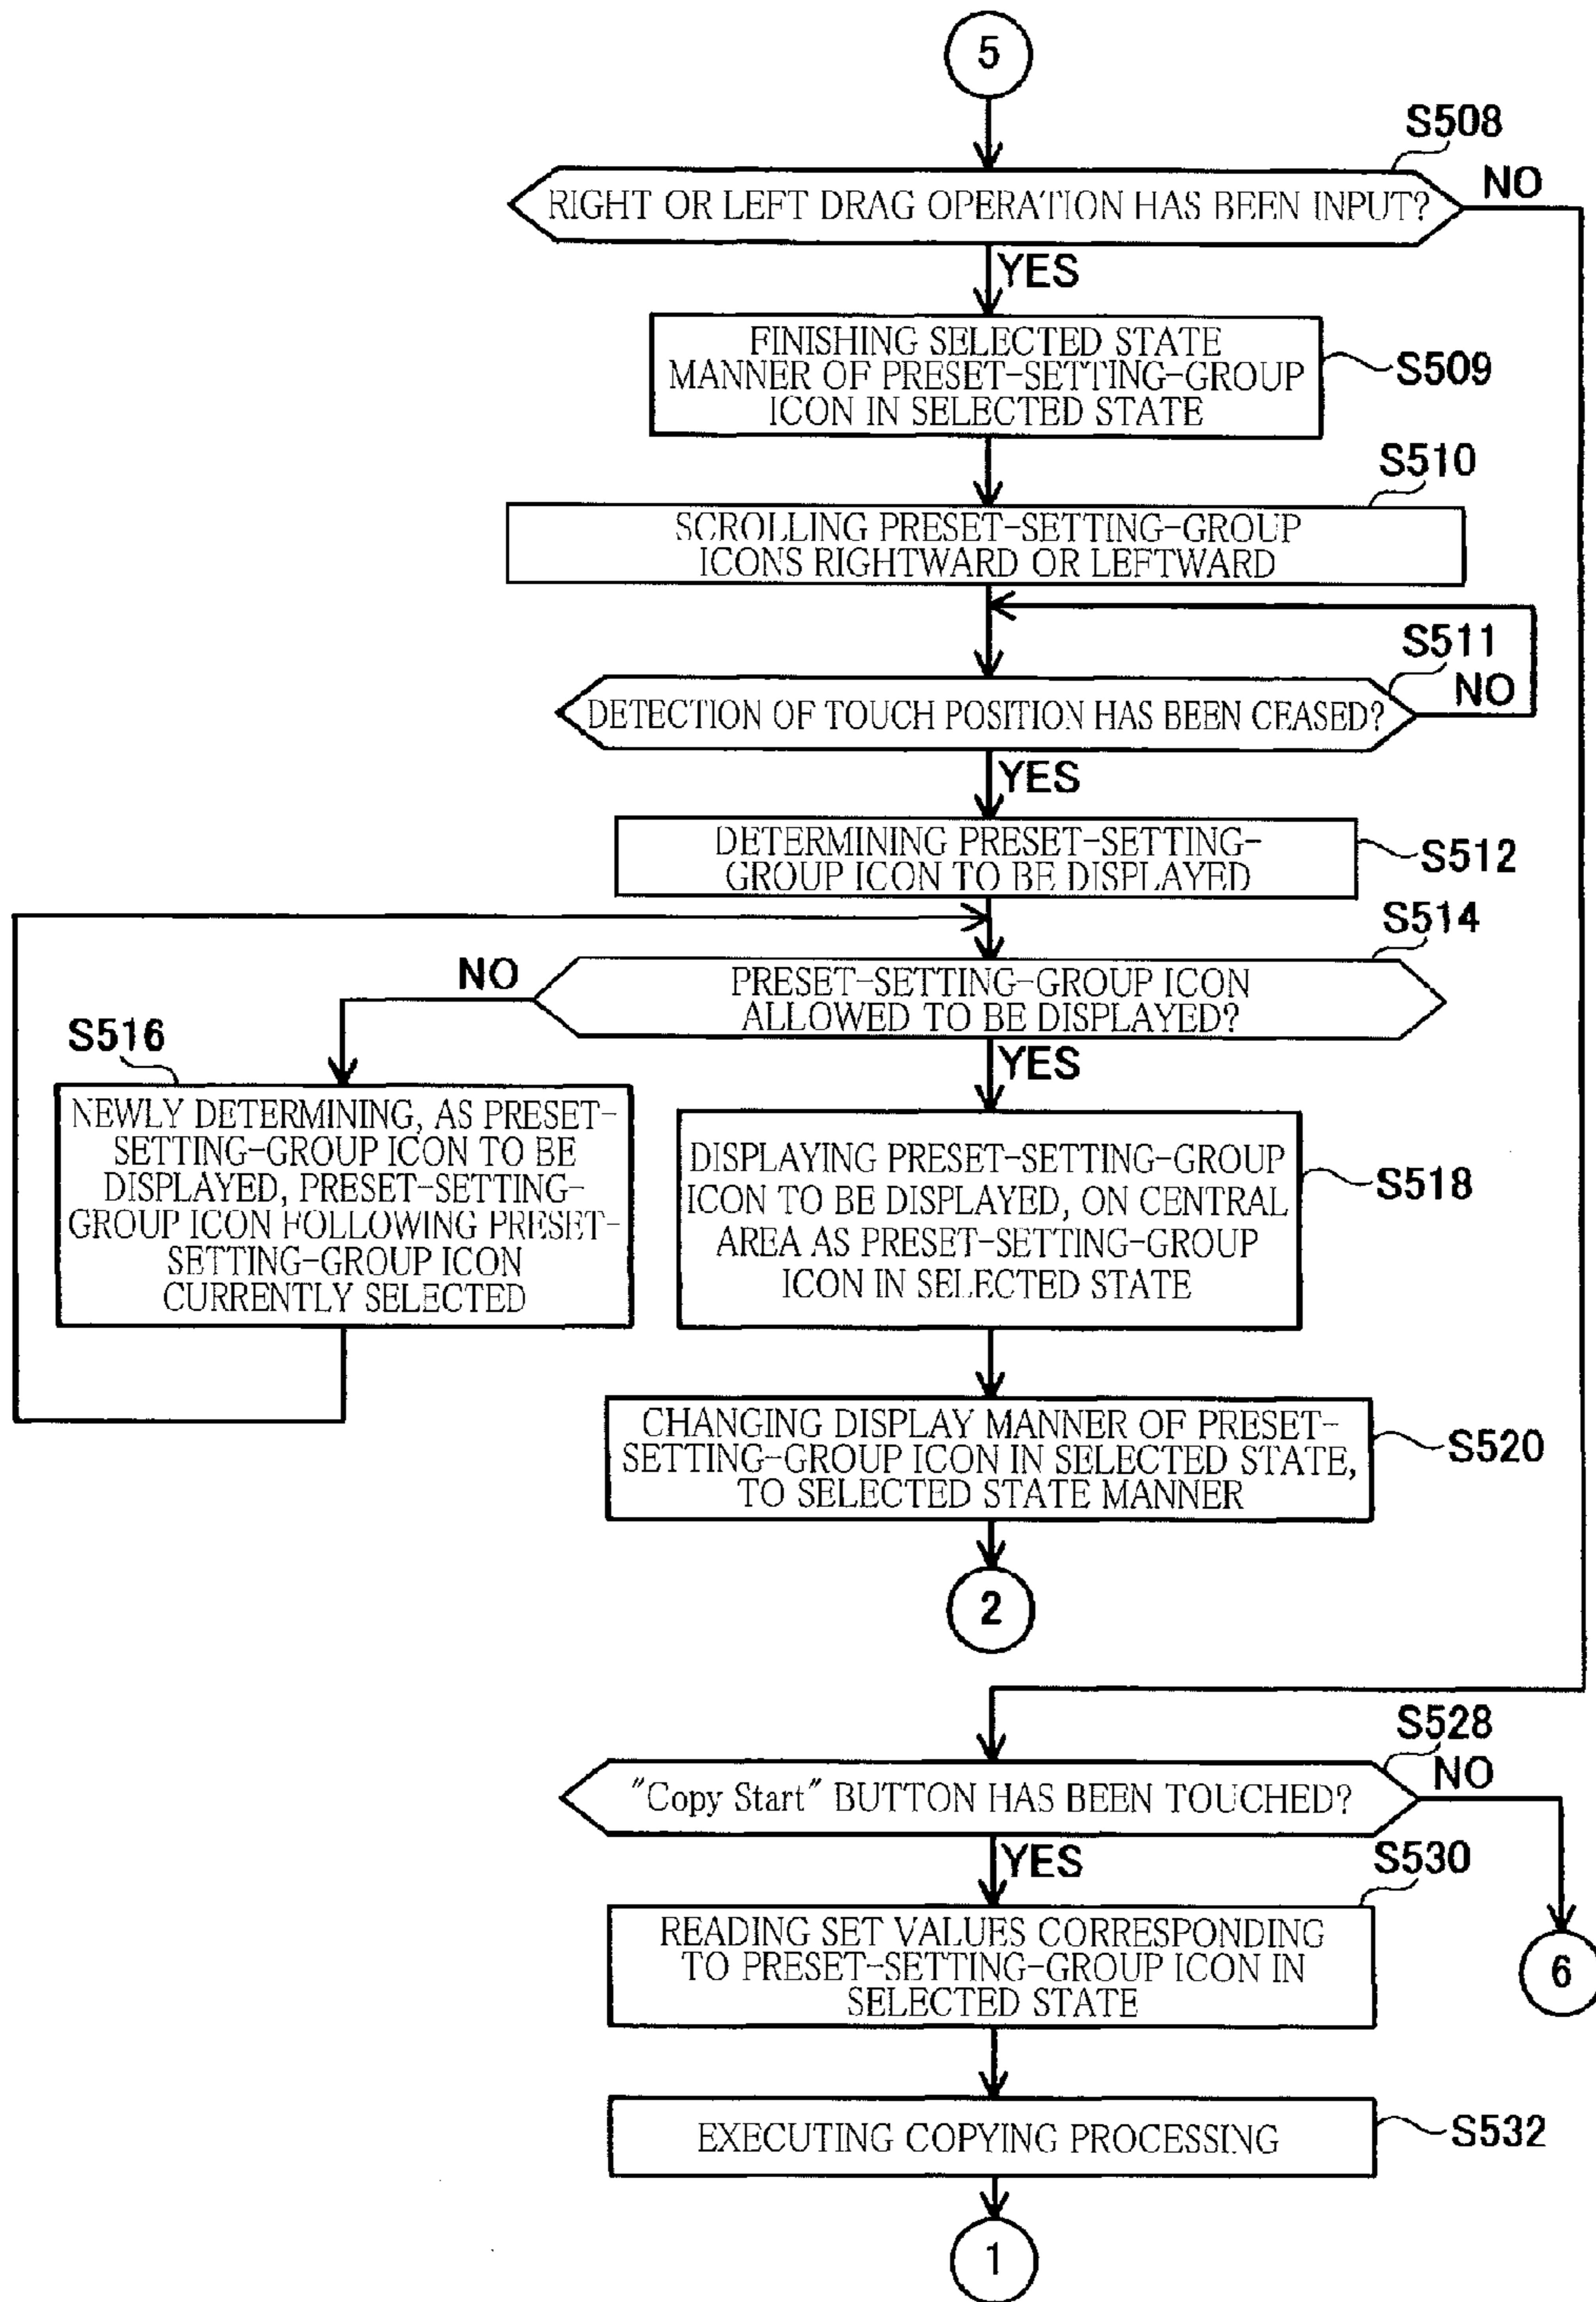 5
S508
RIGHT OR LEFT DRAG OPERATION HAS BEEN INPUT?
NO
YES
FINISHING SELECTED STATE
MANNER OF PRESET-SETTING-GROUP
ICON IN SELECTED STATE
S509
S510
SCROLLING PRESET-SETTING-GROUP
ICONS RIGHTWARD OR LEFTWARD
S511
DETECTION OF TOUCH POSITION HAS BEEN CEASED?
NO
YES
DETERMINING PRESET-SETTING-
GROUP ICON TO BE DISPLAYED
S512
S514
PRESET-SETTING-GROUP ICON
ALLOWED TO BE DISPLAYED?
NO
YES
S516
NEWLY DETERMINING, AS PRESET-
SETTING-GROUP ICON TO BE
DISPLAYED, PRESET-SETTING-
GROUP ICON FOLLOWING PRESET-
SETTING-GROUP ICON
CURRENTLY SELECTED
DISPLAYING PRESET-SETTING-GROUP
ICON TO BE DISPLAYED, ON CENTRAL
AREA AS PRESET-SETTING-GROUP
ICON IN SELECTED STATE
S518
CHANGING DISPLAY MANNER OF PRESET-
SETTING-GROUP ICON IN SELECTED STATE,
TO SELECTED STATE MANNER
S520
2
S528
"Copy Start" BUTTON HAS BEEN TOUCHED?
NO
YES
S530
READING SET VALUES CORRESPONDING
TO PRESET-SETTING-GROUP ICON IN
SELECTED STATE
6
EXECUTING COPYING PROCESSING
S532
1